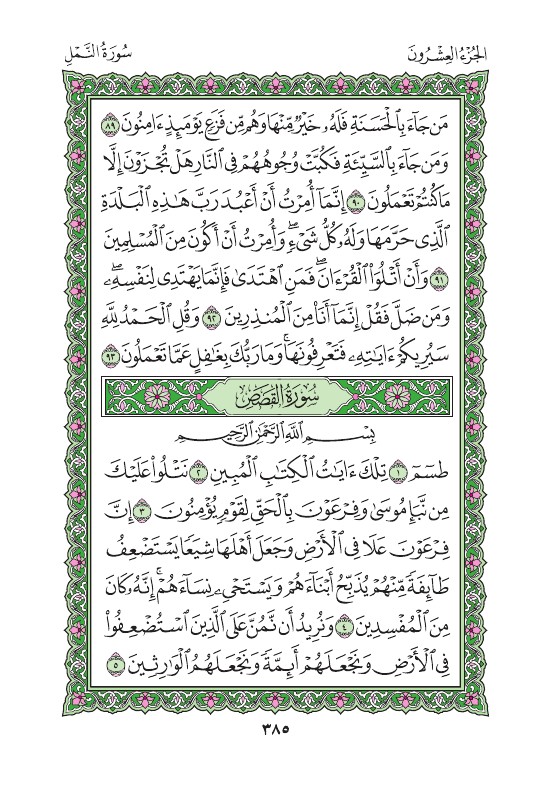 الجُزْءُ العِشْرُونَ
سُورَةُ النَّمْلِ
مَن جَآءَ بِٱلْحَسَنَةِ فَلَهُۥ خَيْرٌ مِّنْهَا وَهُم مِّن فَزَعٍ يَوْمَئِذٍ ءَامِنُونَ ٨٩
وَمَن جَآءَ بِٱلسَّيِّئَةِ فَكُبَّتْ وُجُوهُهُمْ فِى ٱلنَّارِ هَلْ تُجْزَوْنَ إِلَّا
مَا كُنتُمْ تَعْمَلُونَ ٩٠ إِنَّمَآ أُمِرْتُ أَنْ أَعْبُدَ رَبَّ هَـٰذِهِ ٱلْبَلْدَةِ
ٱلَّذِى حَرَّمَهَا وَلَهُۥ كُلُّ شَىْءٍ ۖ وَأُمِرْتُ أَنْ أَكُونَ مِنَ ٱلْمُسْلِمِينَ
٩١ وَأَنْ أَتْلُوَا۟ ٱلْقُرْءَانَ ۖ فَمَنِ ٱهْتَدَىٰ فَإِنَّمَا يَهْتَدِى لِنَفْسِهِۦ ۖ
وَمَن ضَلَّ فَقُلْ إِنَّمَآ أَنَا۠ مِنَ ٱلْمُنذِرِينَ ٩٢ وَقُلِ ٱلْحَمْدُ لِلَّهِ
سَيُرِيكُمْ ءَايَـٰتِهِۦ فَتَعْرِفُونَهَا ۚ وَمَا رَبُّكَ بِغَـٰفِلٍ عَمَّا تَعْمَلُونَ ٩٣
سُورَةُ القَصَصِ
بِسْمِ ٱللَّهِ ٱلرَّحْمَـٰنِ ٱلرَّحِيمِ
طسٓمٓ ١ تِلْكَ ءَايَـٰتُ ٱلْكِتَـٰبِ ٱلْمُبِينِ ٢ نَتْلُوا۟ عَلَيْكَ
مِن نَّبَإِ مُوسَىٰ وَفِرْعَوْنَ بِٱلْحَقِّ لِقَوْمٍ يُؤْمِنُونَ ٣ إِنَّ
فِرْعَوْنَ عَلَا فِى ٱلْأَرْضِ وَجَعَلَ أَهْلَهَا شِيَعًا يَسْتَضْعِفُ
طَآئِفَةً مِّنْهُمْ يُذَبِّحُ أَبْنَآءَهُمْ وَيَسْتَحْىِۦ نِسَآءَهُمْ ۚ إِنَّهُۥ كَانَ
مِنَ ٱلْمُفْسِدِينَ ٤ وَنُرِيدُ أَن نَّمُنَّ عَلَى ٱلَّذِينَ ٱسْتُضْعِفُوا۟
فِى ٱلْأَرْضِ وَنَجْعَلَهُمْ أَئِمَّةً وَنَجْعَلَهُمُ ٱلْوَٰرِثِينَ ٥
٣٨٥